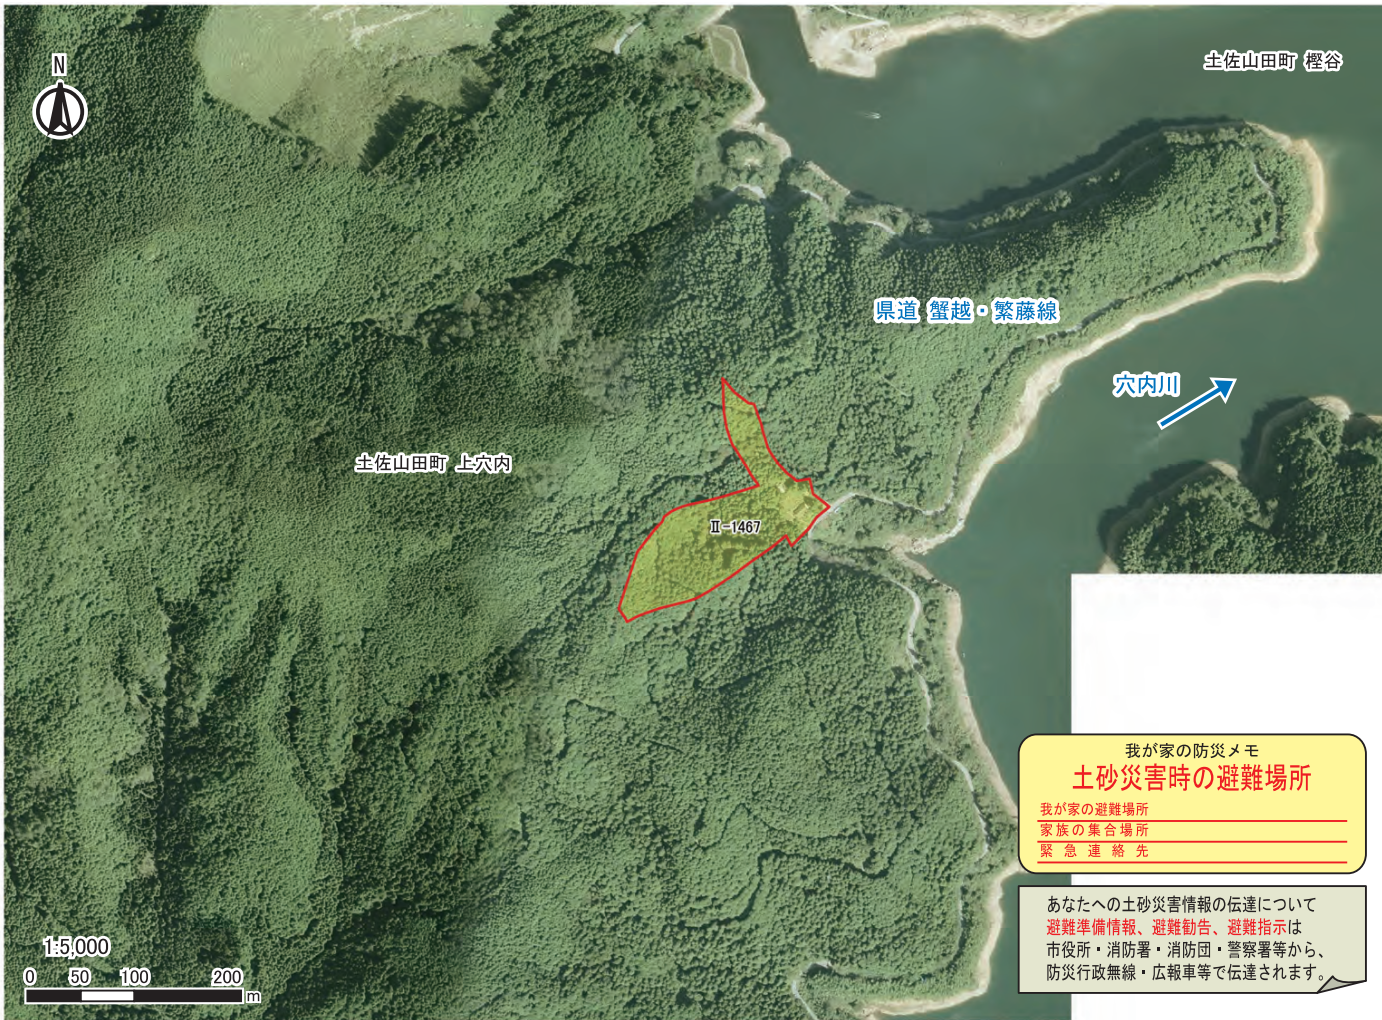 N
土佐山田町 樫谷
県道 蟹越・繁藤線
穴内川
土佐山田町 上穴内
Ⅱ-1467
我が家の防災メモ
土砂災害時の避難場所
我が家の避難場所
家族の集合場所
緊急連絡先
あなたへの土砂災害情報の伝達について
避難準備情報、避難勧告、避難指示は
市役所・消防署・消防団・警察署等から、
防災行政無線・広報車等で伝達されます。
1:5,000
0 50 100 200 m